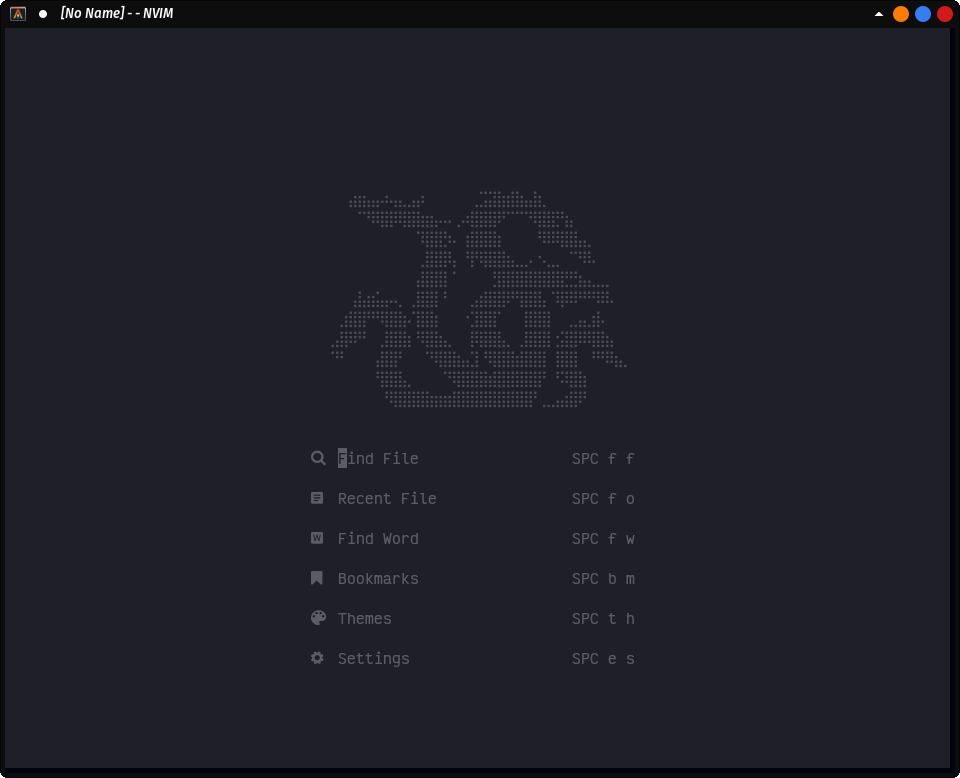 [No Name] - - NVIM
Find File SPC f f
Recent File SPC f o
Find Word SPC f w
Bookmarks SPC b m
Themes SPC t h
Settings SPC e s